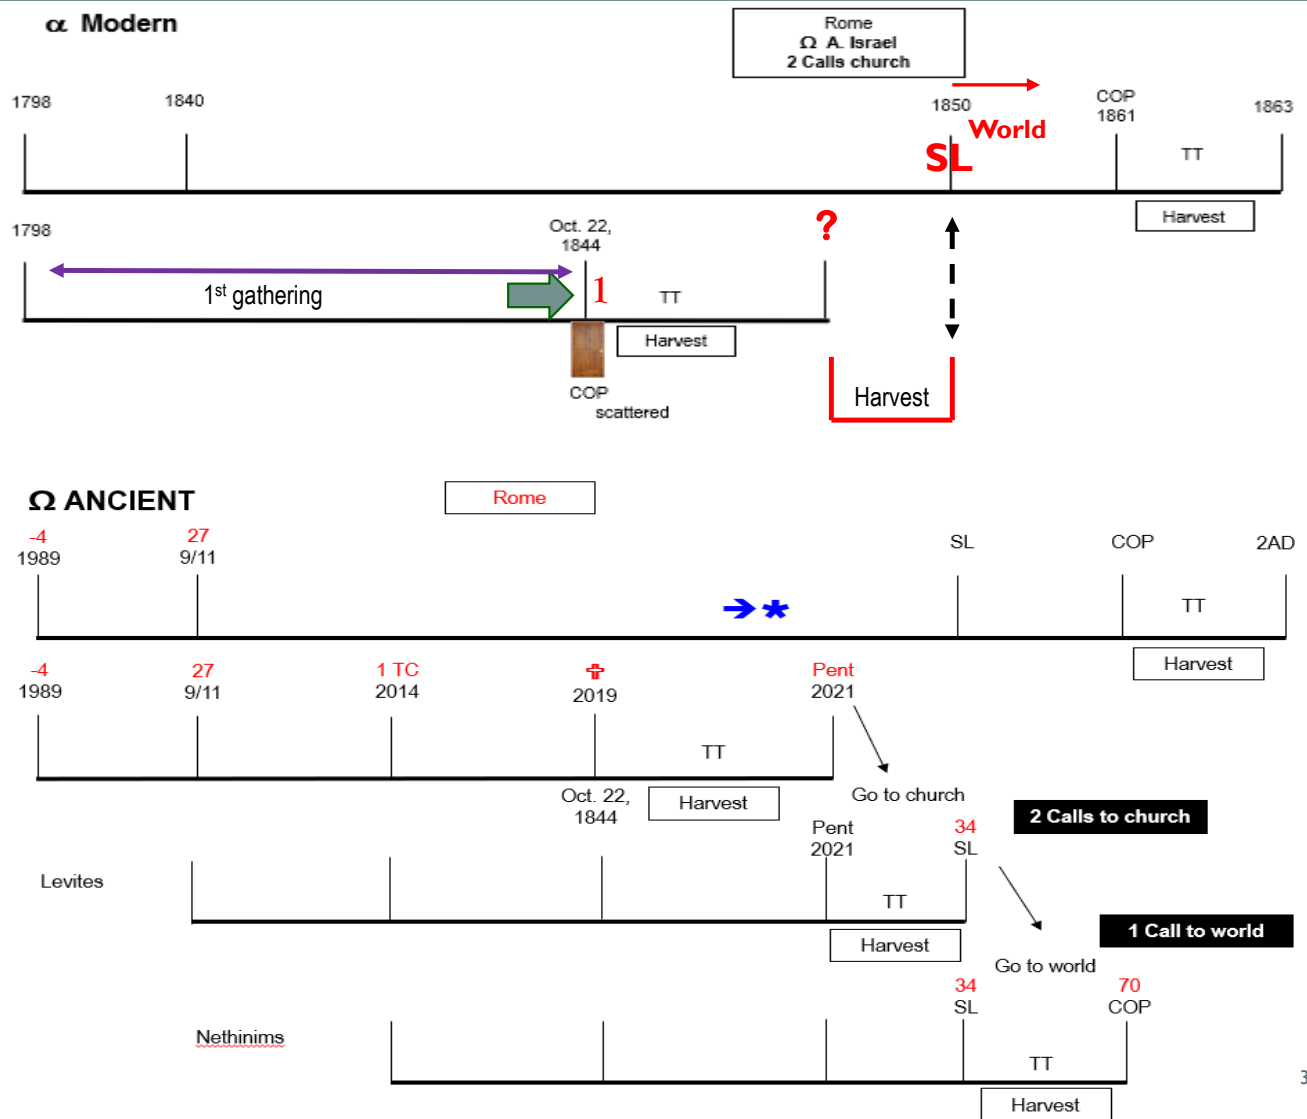 α Modern
Rome
Ω A. Israel
2 Calls church
1798
1840
1850
World
SL
COP
1861
1863
TT
Harvest
1798
1st gathering
Oct. 22,
1844
1
TT
?
Harvest
COP
scattered
Harvest
Ω ANCIENT
Rome
-4
1989
27
9/11
SL
COP
2AD
→ *
TT
Harvest
-4
1989
27
9/11
1 TC
2014
✞
2019
Pent
2021
TT
Oct. 22,
1844
Harvest
Go to church
2 Calls to church
Pent
2021
34
SL
Levites
TT
Harvest
1 Call to world
Go to world
34
SL
70
COP
Nethinims
TT
Harvest
3